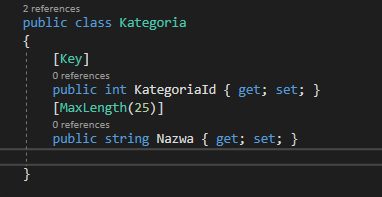 2 references
public class Kategoria
{
[Key]
0 references
public int KategoriaId { get; set; }
[MaxLength(25)]
0 references
public string Nazwa { get; set; }
}